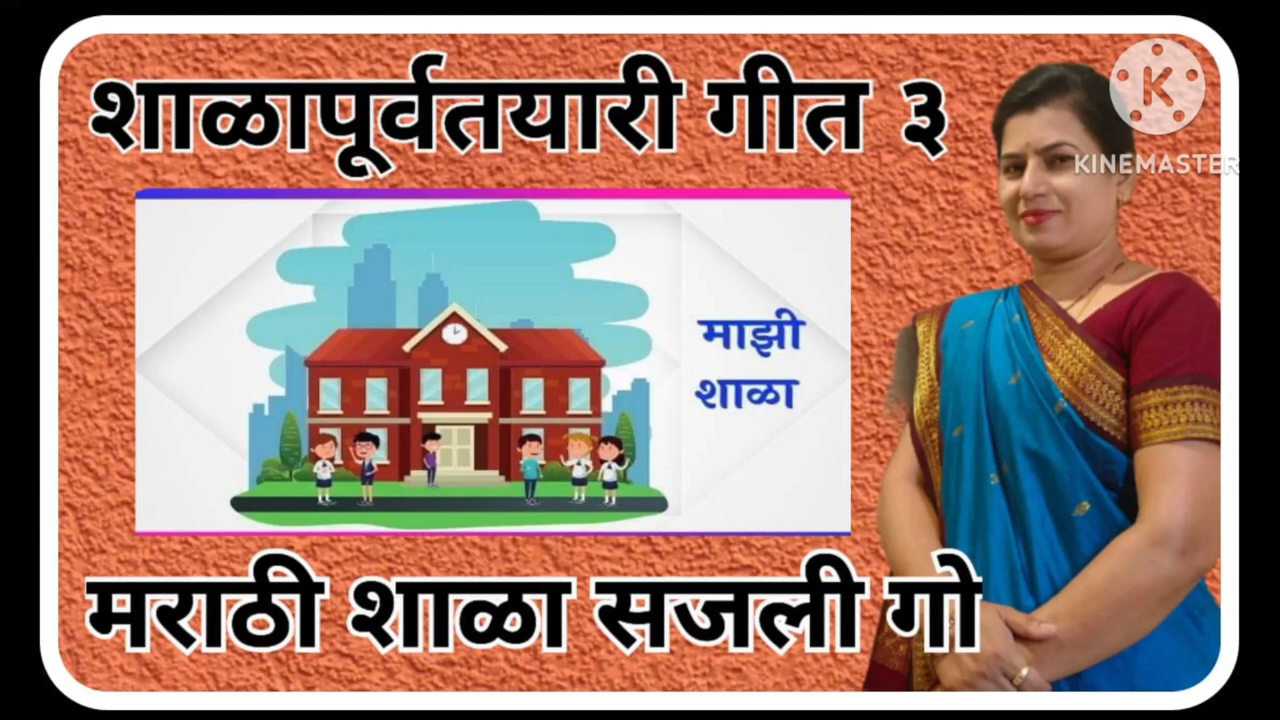 शाळापूर्वतयारी गीत ३
K
KINEMASTER
माझी
शाळा
मराठी शाळा सजली गो